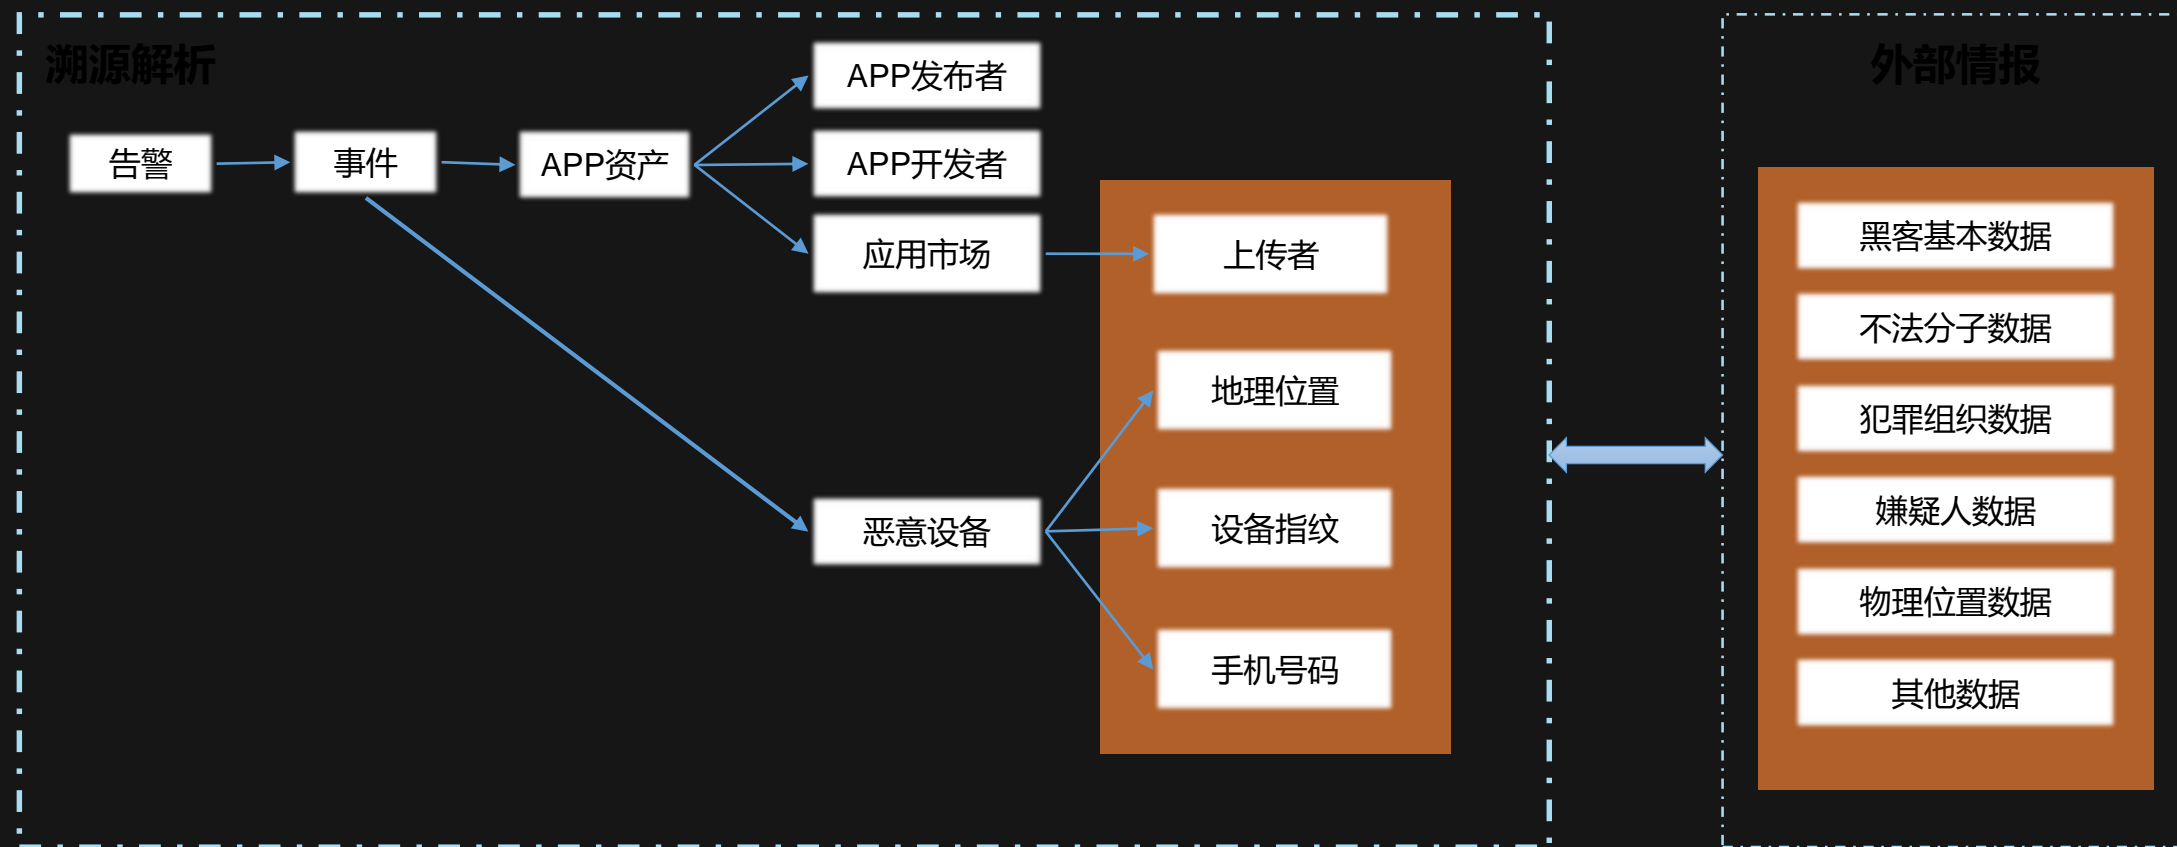 溯源解析
告警
事件
APP资产
APP发布者
APP开发者
应用市场
上传者
恶意设备
地理位置
设备指纹
手机号码
外部情报
黑客基本数据
不法分子数据
犯罪组织数据
嫌疑人数据
物理位置数据
其他数据